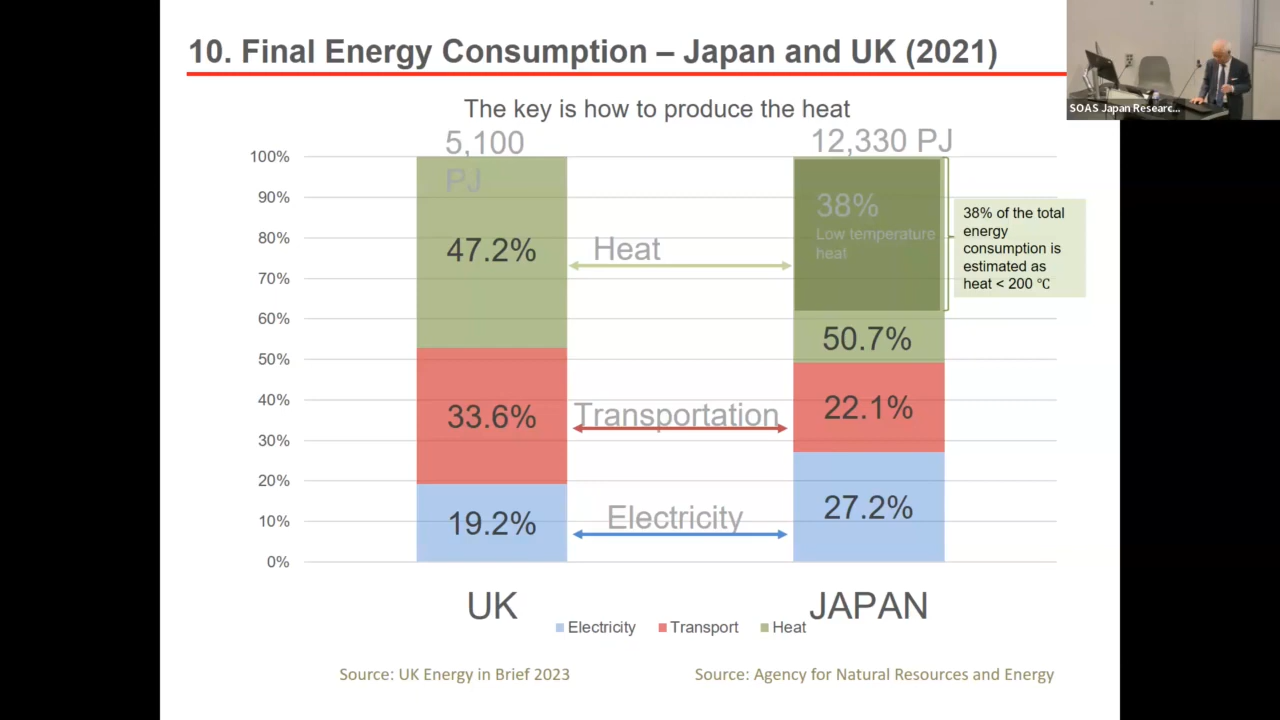 10. Final Energy Consumption – Japan and UK (2021)
SOAS Japan Researc...
The key is how to produce the heat
5,100
PJ
12,330 PJ
100%
90%
80%
70%
60%
50%
40%
30%
20%
10%
0%
47.2%
33.6%
19.2%
Heat
Transportation
Electricity
38%
Low temperature
heat
50.7%
22.1%
27.2%
38% of the total
energy
consumption is
estimated as
heat < 200 ℃
UK
JAPAN
Electricity
Transport
Heat
Source: UK Energy in Brief 2023
Source: Agency for Natural Resources and Energy